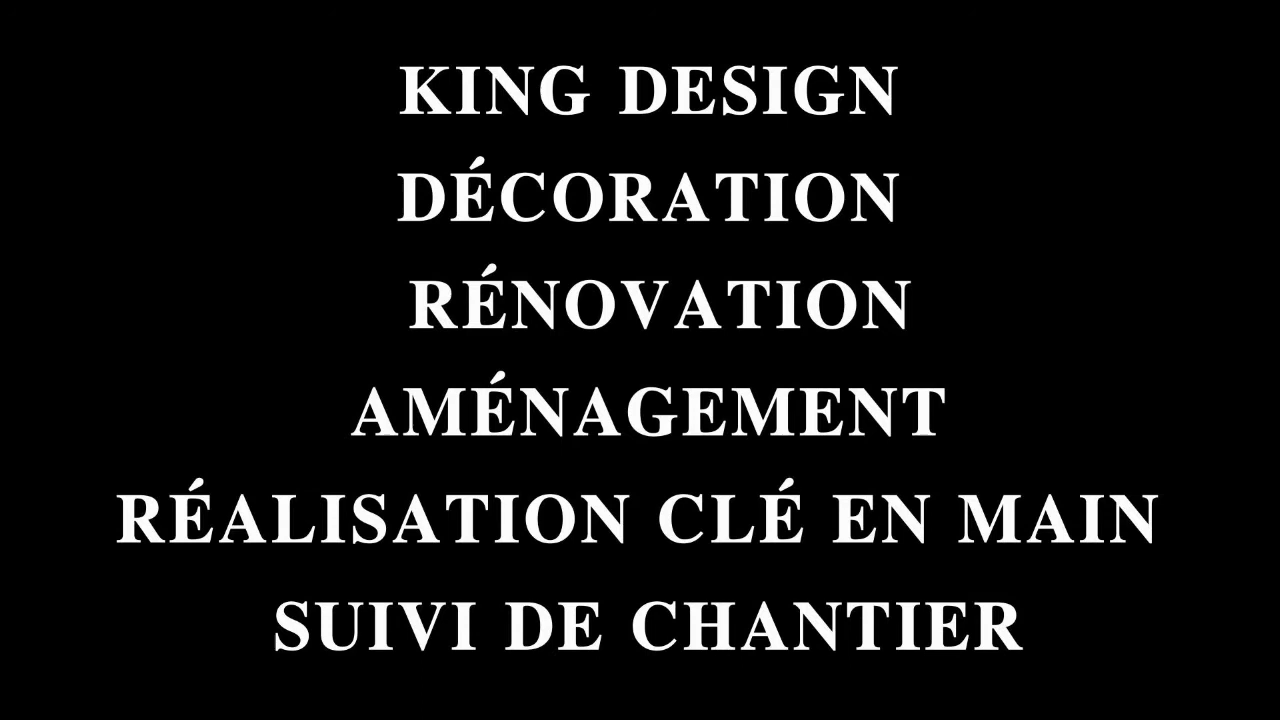 KING DESIGN
DÉCORATION
RÉNOVATION
AMÉNAGEMENT
RÉALISATION CLÉ EN MAIN
SUIVI DE CHANTIER